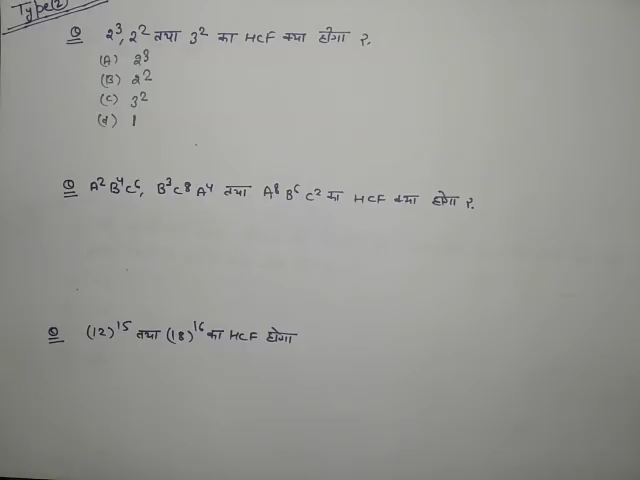 Type(2)
Q 2³, 2² तथा 3² का HCF क्या होगा ?.
(A) 2³
(B) 2²
(C) 3²
(d) 1
Q A²B⁴C⁶, B³C⁸A⁴ तथा A⁸B⁶C² का HCF क्या होगा ?.
Q (12)¹⁵ तथा (18)¹⁶ का HCF होगा